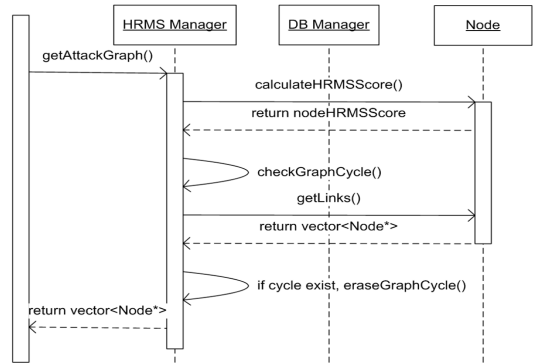 HRMS Manager
DB Manager
Node
getAttackGraph()
calculateHRMSScore()
return nodeHRMSScore
checkGraphCycle()
getLinks()
return vector<Node*>
if cycle exist, eraseGraphCycle()
return vector<Node*>